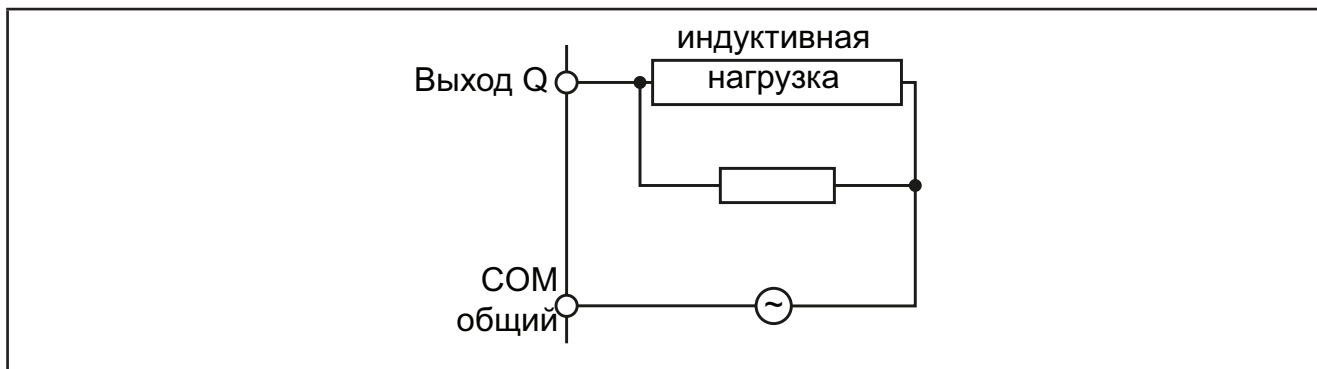 индуктивная
нагрузка
Выход Q
COM
общий
~